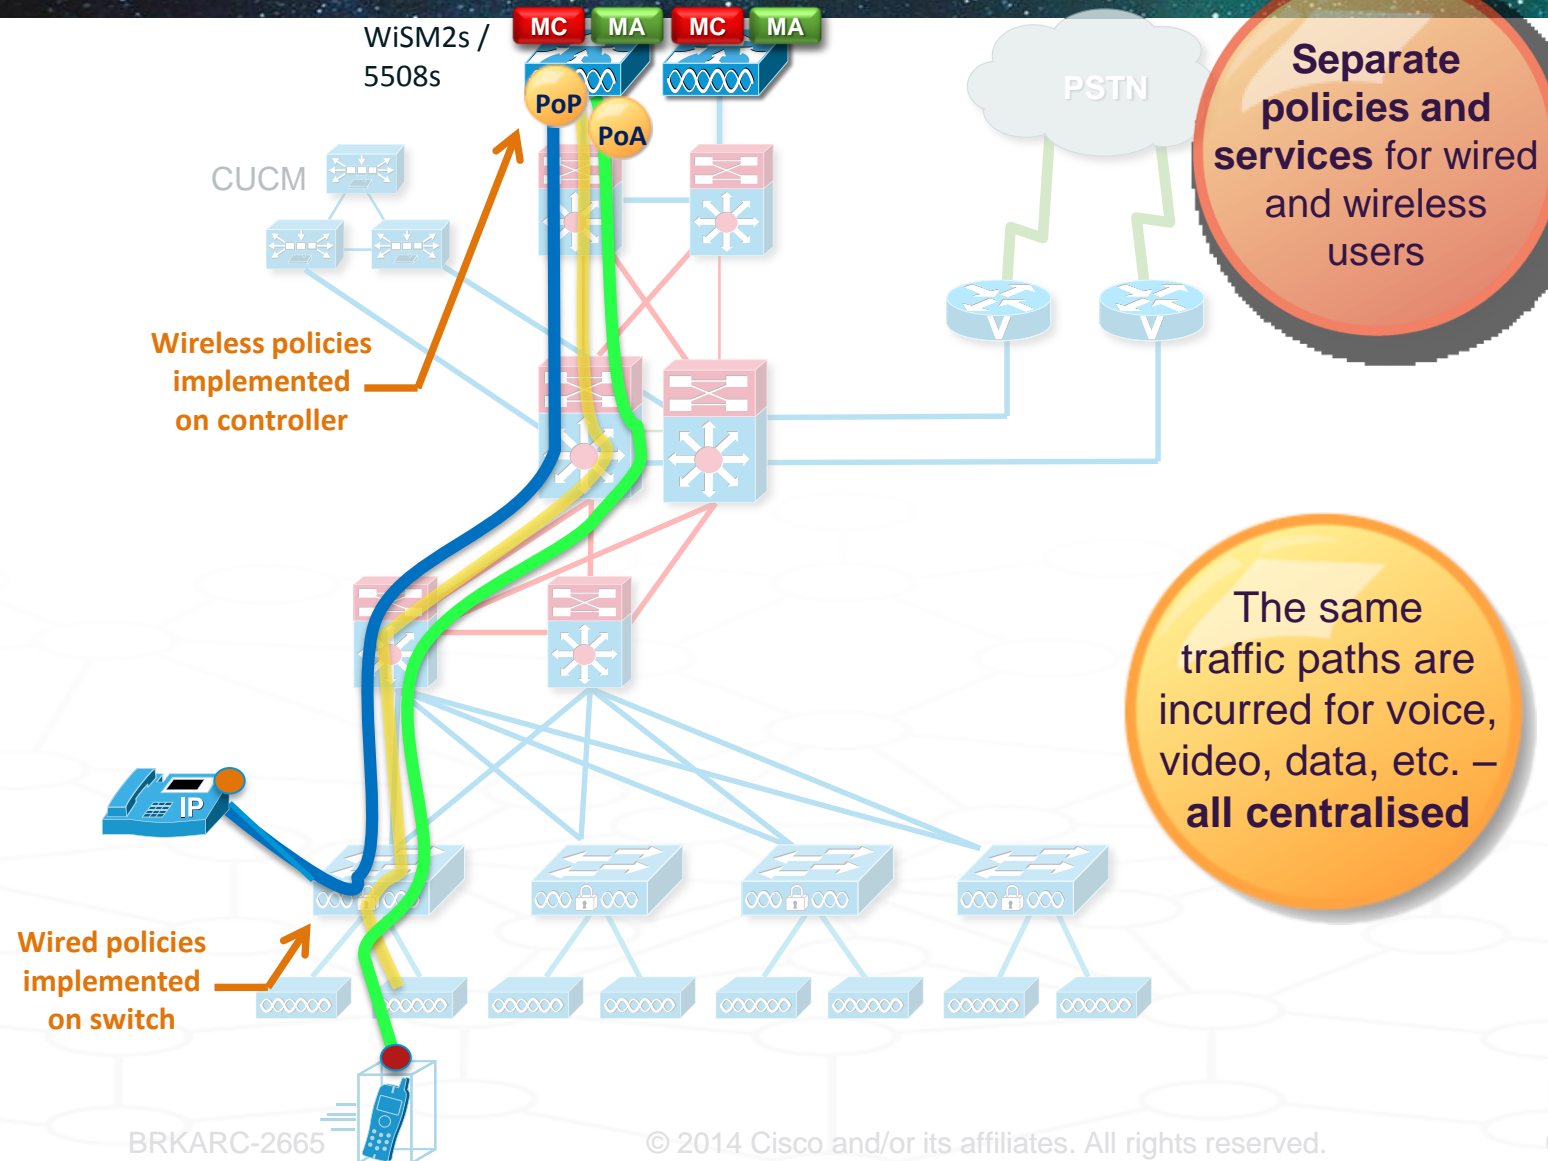 WiSM2s /
5508s
MC
MA
MC
MA
PoP
PoA
PSTN
CUCM
Separate
policies and
services for wired
and wireless
users
Wireless policies
implemented
on controller
V
V
The same
traffic paths are
incurred for voice,
video, data, etc. –
all centralised
IP
Wired policies
implemented
on switch
BRKARC-2665
© 2014 Cisco and/or its affiliates. All rights reserved.